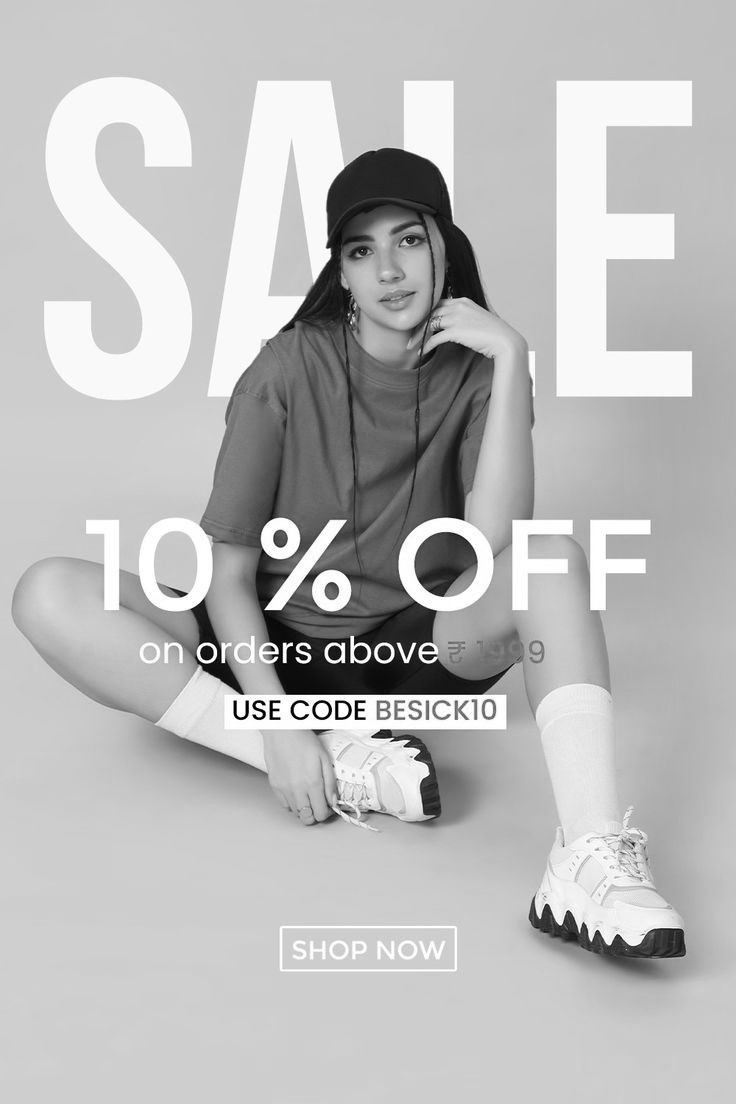 SALE
10 % OFF
on orders above ₹ 1999
USE CODE BESICK10
SHOP NOW